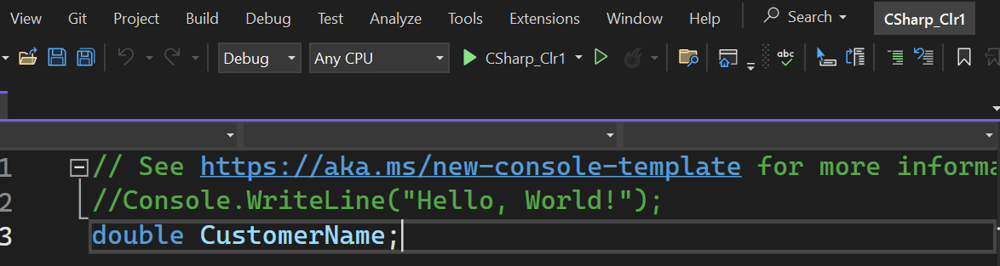 View Git Project Build Debug Test Analyze Tools Extensions Window Help Search CSharp_Clr1
Debug Any CPU CSharp_Clr1 abc
1 // See https://aka.ms/new-console-template for more informa
2 //Console.WriteLine("Hello, World!");
3 double CustomerName;